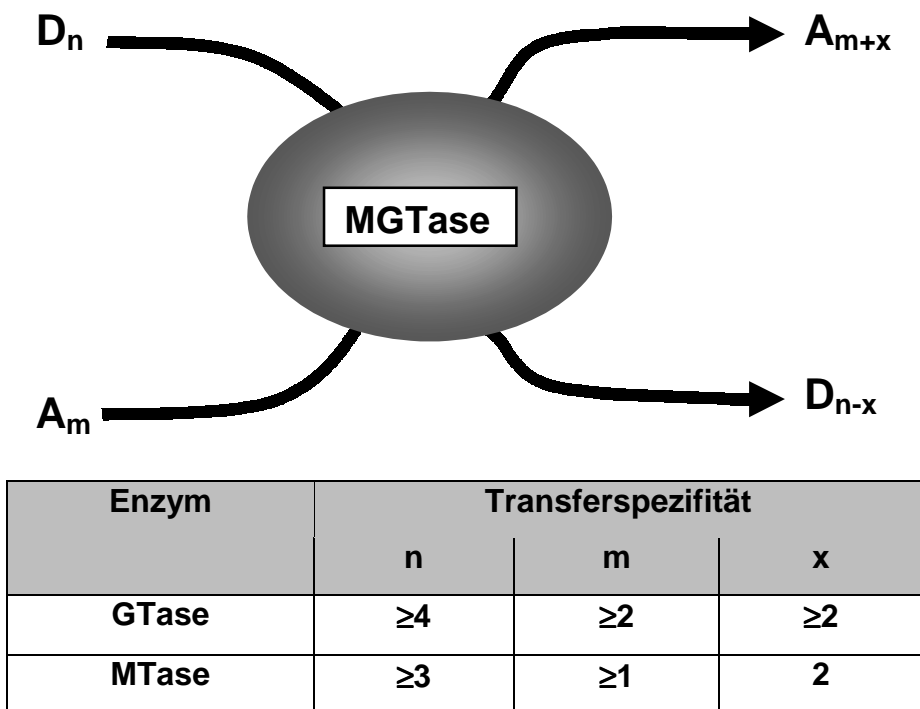 Dn
Am+x
MGTase
Am
Dn-x
Enzym Transferspezifität
n m x
GTase ≥4 ≥2 ≥2
MTase ≥3 ≥1 2